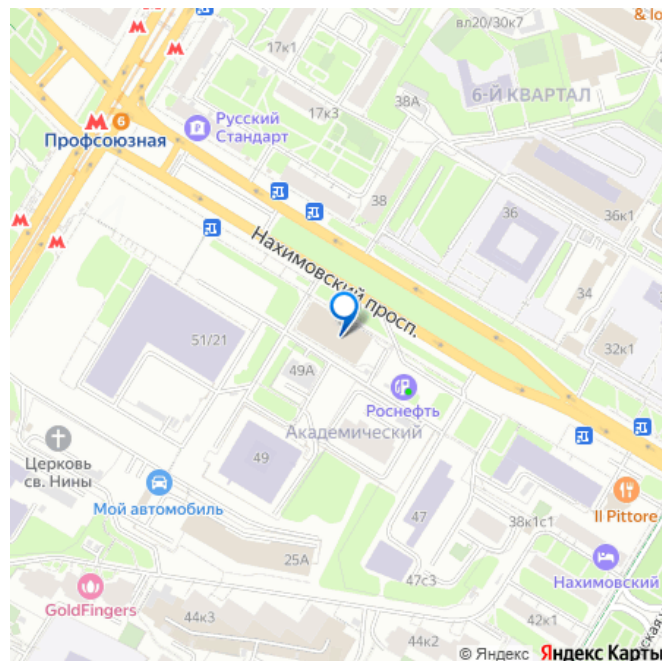 вл20/30к7
& lo
17к1
6-Й КВАРТАЛ
38А
17к3
6
Русский
Стандарт
Профсоюзная
38
36
36к1
Нахимовский просп.
34
51/21
32к1
49А
Роснефть
Академический
49
Церковь
св. Нины
Мой автомобиль
47
Il Pittore
38к1с1
25А
47с3
Нахимовский
GoldFingers
44к3
42к1
44к2
© Яндекс Яндекс Карты